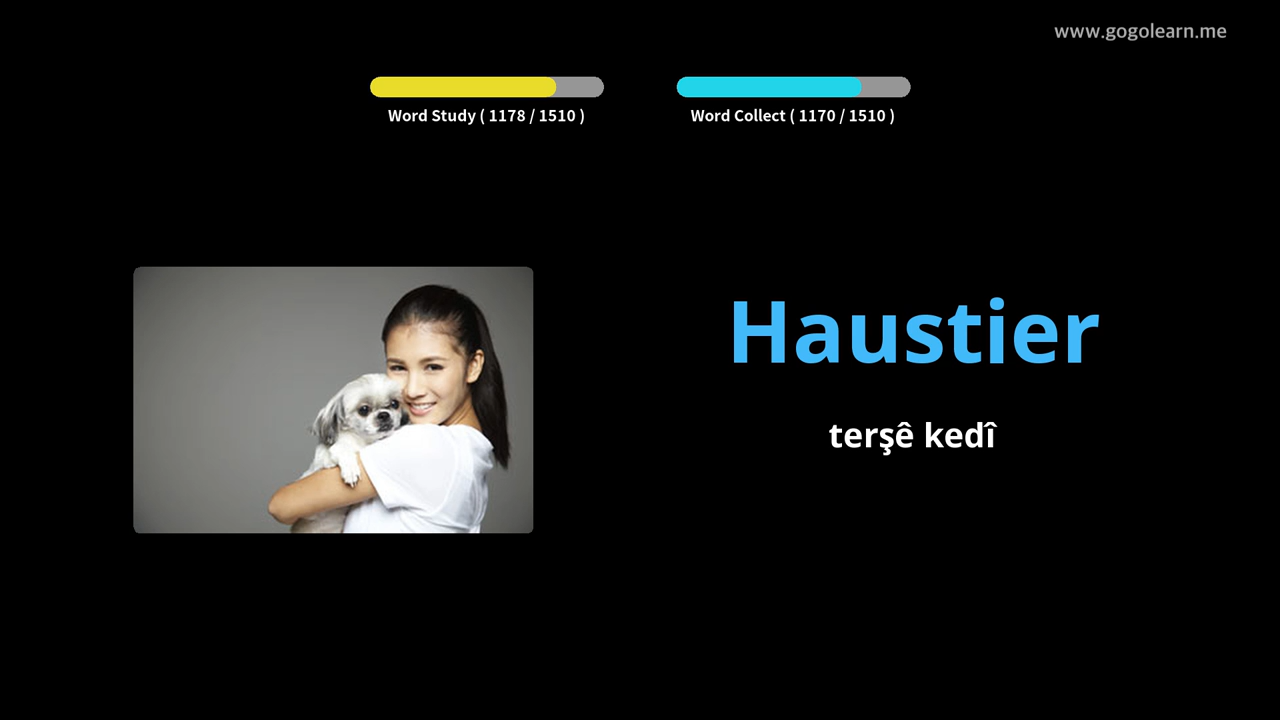 www.gogolearn.me
Word Study ( 1178 / 1510 )
Word Collect ( 1170 / 1510 )
Haustier
terşê kedî